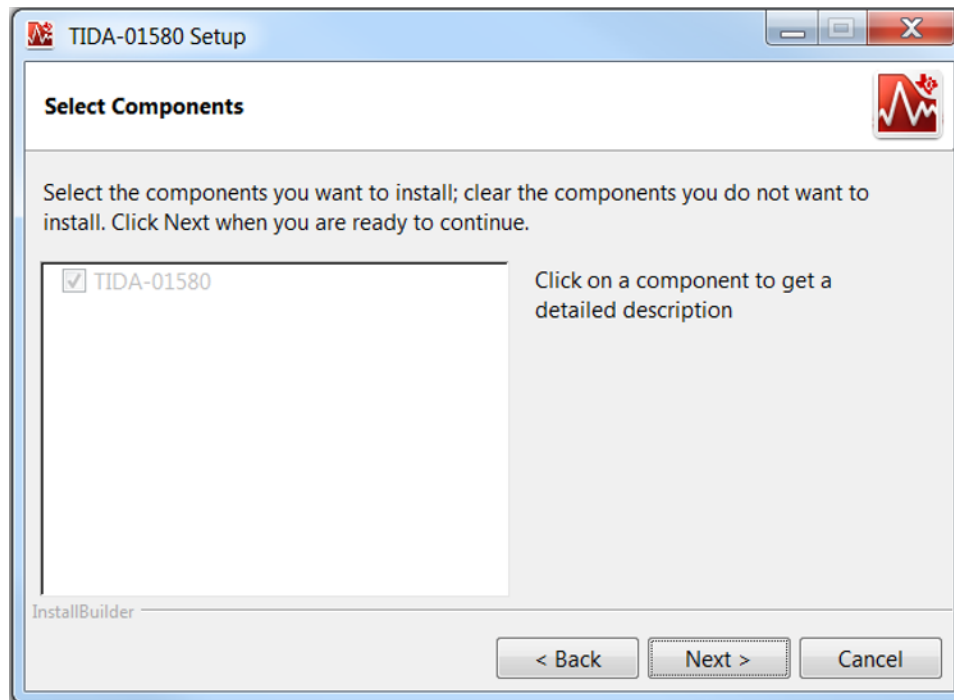 TIDA-01580 Setup
Select Components
Select the components you want to install; clear the components you do not want to
install. Click Next when you are ready to continue.
TIDA-01580
Click on a component to get a
detailed description
InstallBuilder
< Back
Next >
Cancel